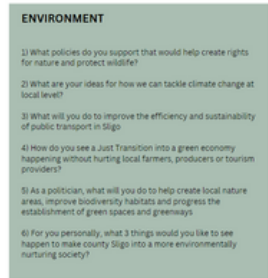 ENVIRONMENT
1) What policies do you support that would help create rights
for nature and protect wildlife?
2) What are your ideas for how we can tackle climate change at
local level?
3) What will you do to improve the efficiency and sustainability
of public transport in Sligo
4) How do you see a Just Transition into a green economy
happening without hurting local farmers, producers or tourism
providers?
5) As a politician, what will you do to help create local nature
areas, improve biodiversity habitats and progress the
establishment of green spaces and greenways
6) For you personally, what 3 things would you like to see
happen to make county Sligo into a more environmentally
nurturing society?